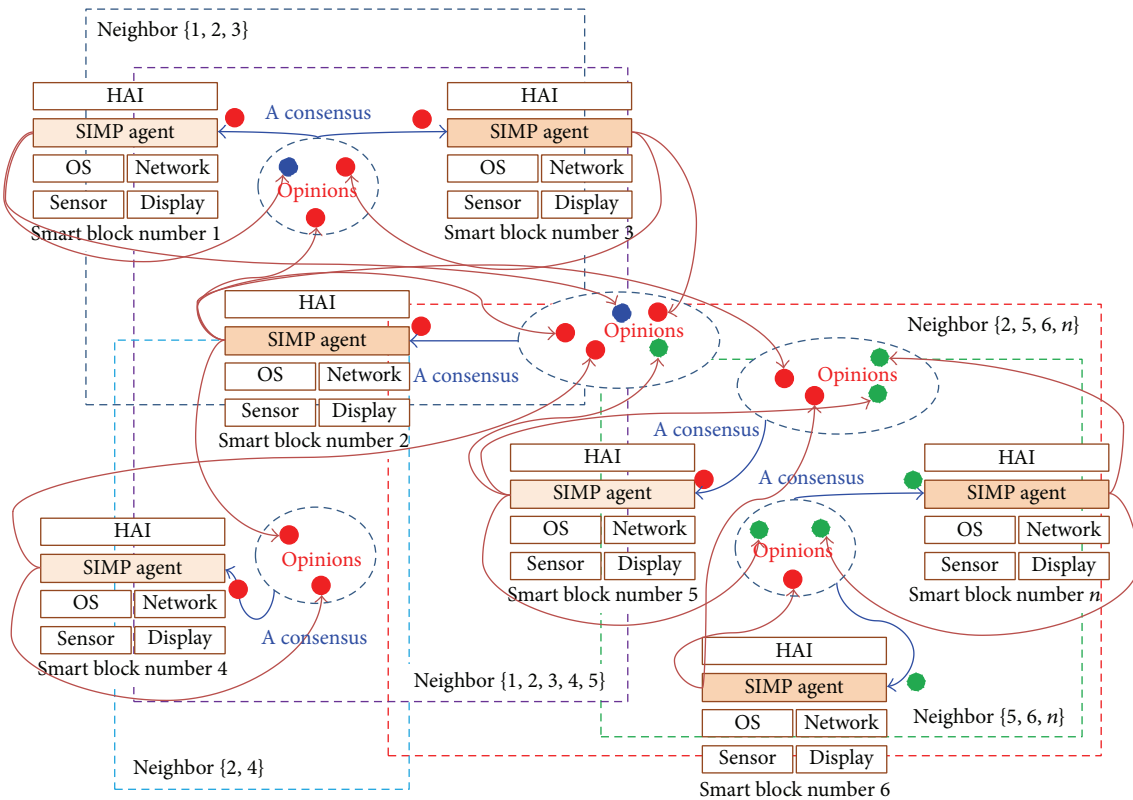 Neighbor {1, 2, 3}
HAI
SIMP agent
OS
Network
Sensor
Display
Smart block number 1
A consensus
Opinions
HAI
SIMP agent
OS
Network
Sensor
Display
Smart block number 3
HAI
SIMP agent
OS
Network
Sensor
Display
Smart block number 2
A consensus
Opinions
Neighbor {2, 5, 6, n}
Opinions
A consensus
HAI
SIMP agent
OS
Network
Sensor
Display
Smart block number 5
A consensus
Opinions
HAI
SIMP agent
OS
Network
Sensor
Display
Smart block number n
HAI
SIMP agent
OS
Network
Sensor
Display
Smart block number 4
Opinions
A consensus
Neighbor {1, 2, 3, 4, 5}
HAI
SIMP agent
OS
Network
Sensor
Display
Smart block number 6
Neighbor {5, 6, n}
Neighbor {2, 4}